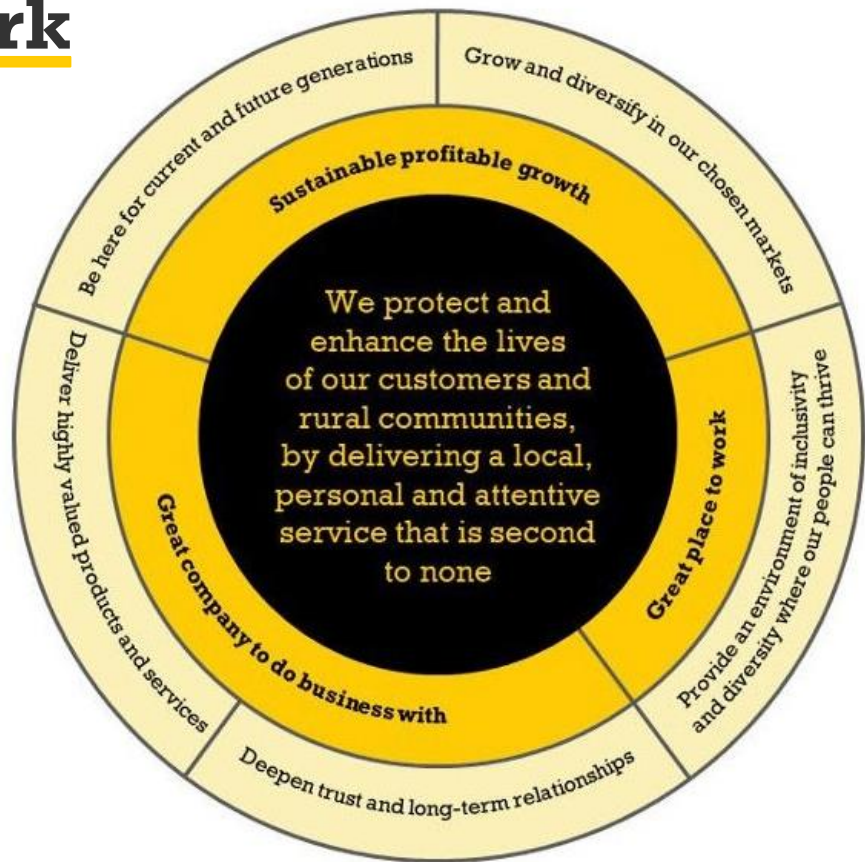 rk
Be here for current and future generations
Grow and diversify in our chosen markets
Sustainable profitable growth
We protect and
enhance the lives
of our customers and
rural communities,
by delivering a local,
personal and attentive
service that is second
to none
Great place to work
Provide an environment of inclusivity
and diversity where our people can thrive
Great company to do business with
Deliver highly valued products and services
Deepen trust and long-term relationships